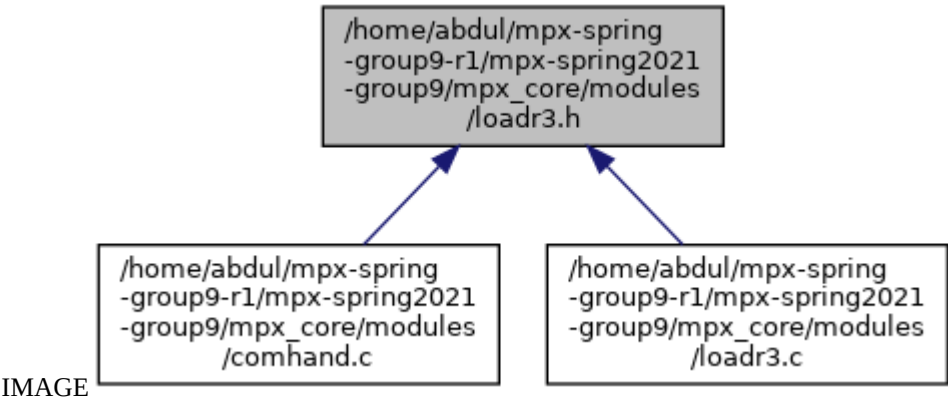 /home/abdul/mpx-spring
-group9-r1/mpx-spring2021
-group9/mpx_core/modules
/loadr3.h
/home/abdul/mpx-spring
-group9-r1/mpx-spring2021
-group9/mpx_core/modules
/comhand.c
/home/abdul/mpx-spring
-group9-r1/mpx-spring2021
-group9/mpx_core/modules
/loadr3.c
IMAGE